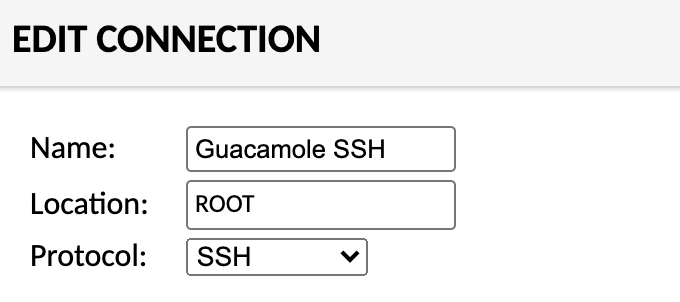 EDIT CONNECTION
Name: Guacamole SSH
Location: ROOT
Protocol: SSH